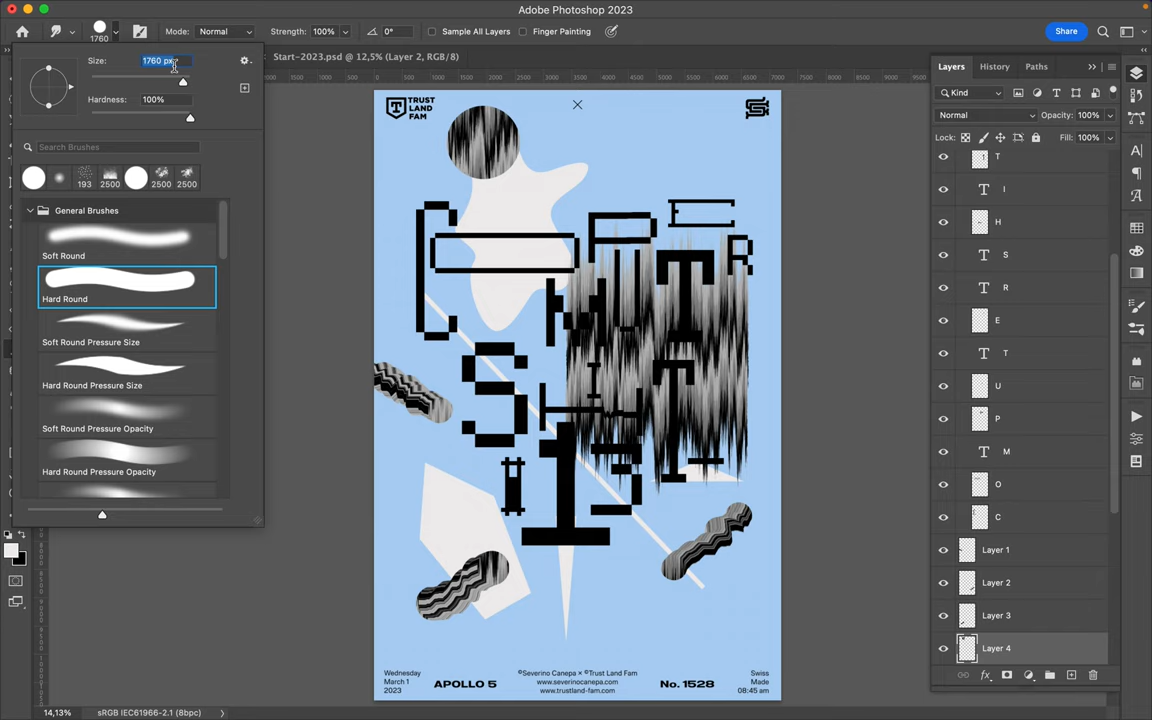 Adobe Photoshop 2023
1760
Mode: Normal
Strength: 100%
0°
Sample All Layers
Finger Painting
Share
Start-2023.psd @ 12,5% (Layer 2, RGB/8)
Size: 1760 px
Hardness: 100%
Search Brushes
193
2500
2500
2500
General Brushes
Soft Round
Hard Round
Soft Round Pressure Size
Hard Round Pressure Size
Soft Round Pressure Opacity
Hard Round Pressure Opacity
TRUST
LAND
FAM
COMPUTER
SHIT
Wednesday
March 1
2023
APOLLO 5
©Severino Canepa × ©Trust Land Fam
www.severinocanepa.com
www.trustland-fam.com
No. 1528
Swiss
Made
08:45 am
Layers
History
Paths
Kind
Normal
Opacity: 100%
Lock:
Fill: 100%
T
I
H
S
R
E
T
U
P
M
O
C
Layer 1
Layer 2
Layer 3
Layer 4
14,13%
sRGB IEC61966-2.1 (8bpc)